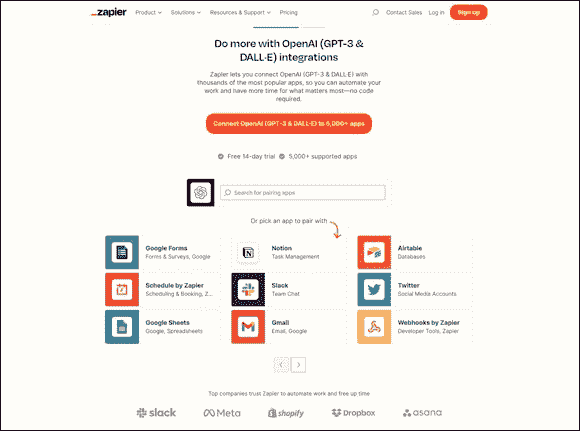 zapier
Product
Solutions
Resources & Support
Pricing
Contact Sales
Log in
Sign up
Do more with OpenAI (GPT-3 &
DALL·E) integrations
Zapier lets you connect OpenAI (GPT-3 & DALL-E) with
thousands of the most popular apps, so you can automate your
work and have more time for what matters most—no code
required.
Connect OpenAI (GPT-3 & DALL-E) to 5,000+ apps
Free 14-day trial
5,000+ supported apps
Search for pairing apps
Or pick an app to pair with
Google Forms
Forms & Surveys, Google
Notion
Task Management
Airtable
Databases
Schedule by Zapier
Scheduling & Booking, Z...
Slack
Team Chat
Twitter
Social Media Accounts
Google Sheets
Google, Spreadsheets
Gmail
Email, Google
Webhooks by Zapier
Developer Tools, Zapier
Top companies trust Zapier to automate work and free up time
slack
Meta
shopify
Dropbox
asana